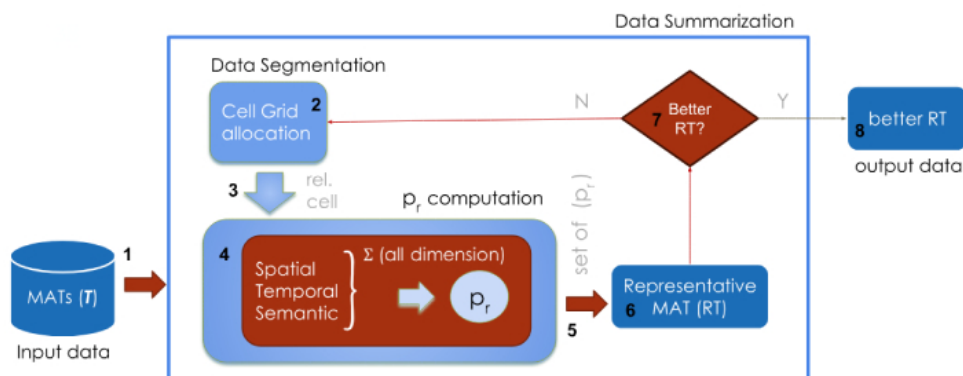 Data Summarization
Data Segmentation
Cell Grid
allocation
2
N
7
Better
RT?
Y
8
better RT
output data
3
rel.
cell
pᵣ computation
set of (pᵣ)
1
MATs (T)
Input data
4
Spatial
Temporal
Semantic
Σ (all dimension)
pᵣ
5
6
Representative
MAT (RT)